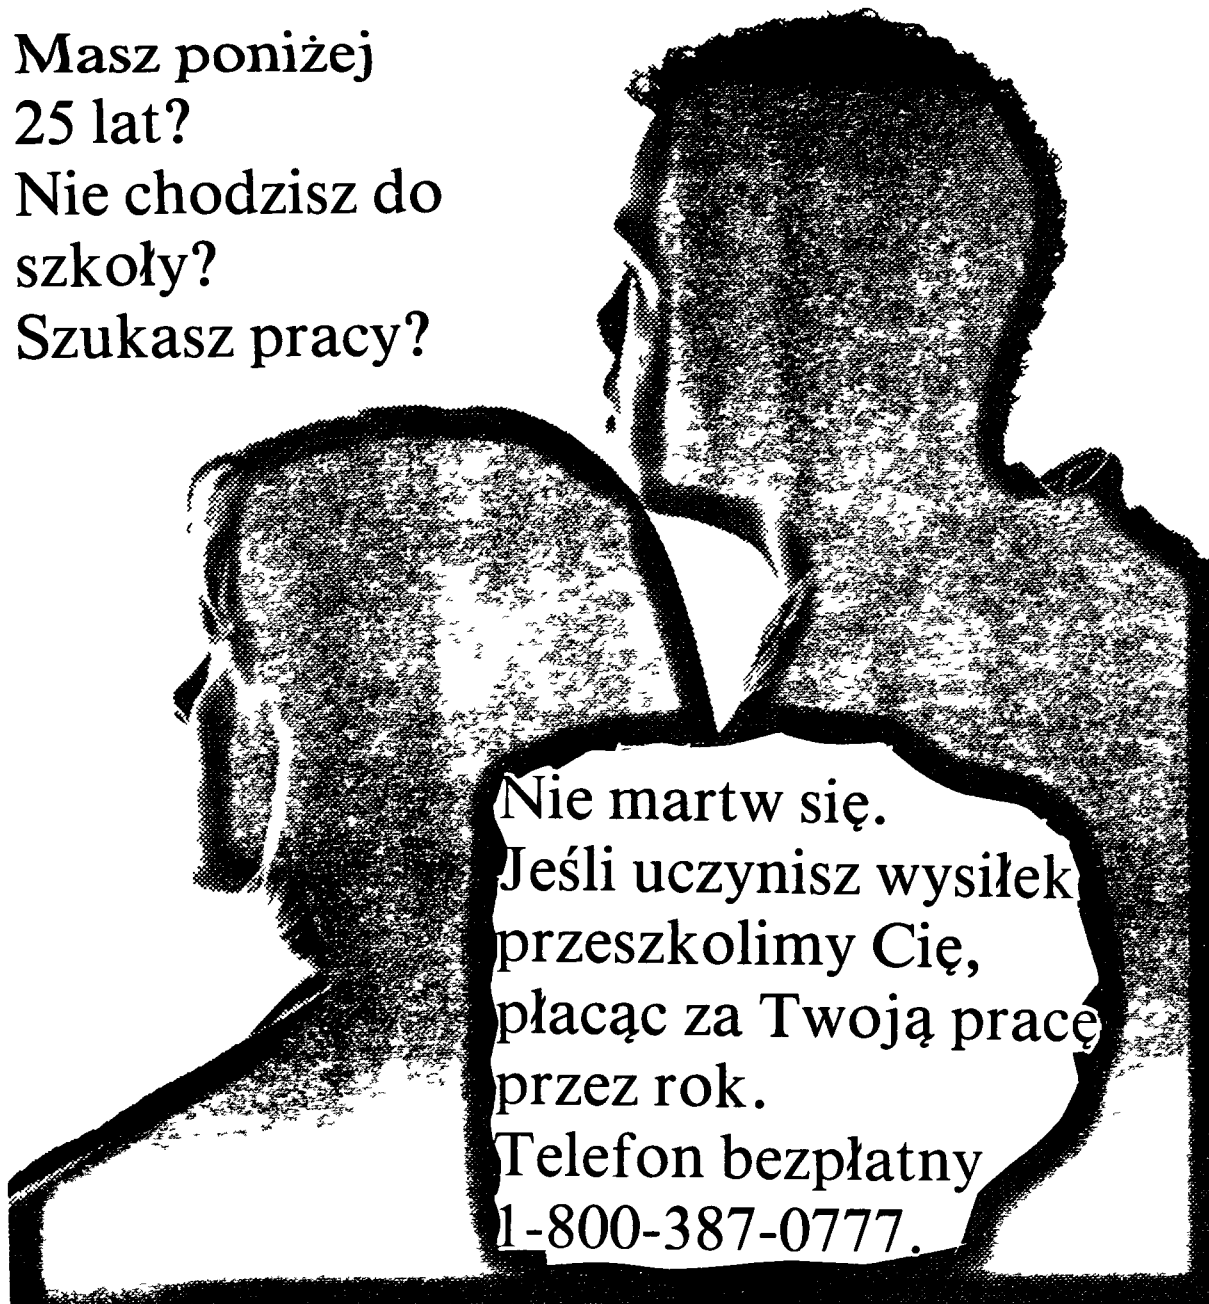 Masz poniżej
25 lat?
Nie chodzisz do
szkoły?
Szukasz pracy?
Nie martw się.
Jeśli uczynisz wysiłek
przeszkolimy Cię,
płacąc za Twoją pracę
przez rok.
Telefon bezpłatny
1-800-387-0777.